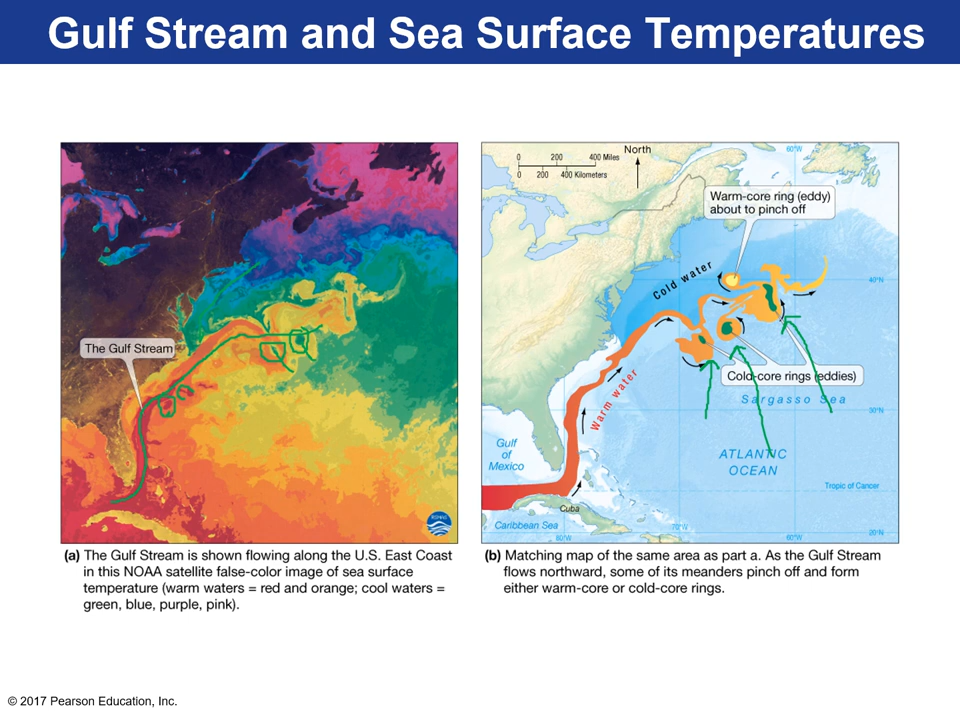 Gulf Stream and Sea Surface Temperatures
The Gulf Stream
(a) The Gulf Stream is shown flowing along the U.S. East Coast
in this NOAA satellite false-color image of sea surface
temperature (warm waters = red and orange; cool waters =
green, blue, purple, pink).
0 200 400 Miles
0 200 400 Kilometers
North
60°W
Warm-core ring (eddy)
about to pinch off
Cold water
40°N
Warm water
Cold-core rings (eddies)
Sargasso Sea
30°N
Gulf
of
Mexico
ATLANTIC
OCEAN
Tropic of Cancer
Cuba
Caribbean Sea
80°W
70°W
60°W
20°N
(b) Matching map of the same area as part a. As the Gulf Stream
flows northward, some of its meanders pinch off and form
either warm-core or cold-core rings.
© 2017 Pearson Education, Inc.